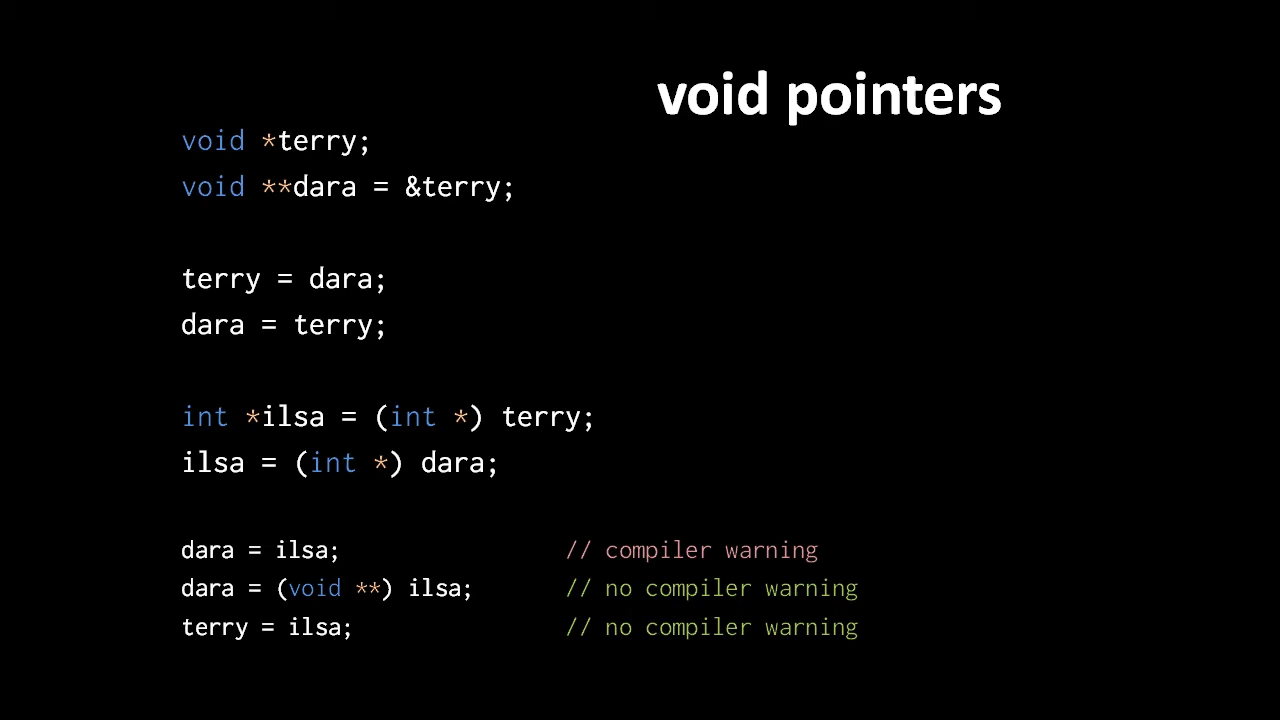 void pointers
void *terry;
void **dara = &terry;
terry = dara;
dara = terry;
int *ilsa = (int *) terry;
ilsa = (int *) dara;
dara = ilsa; // compiler warning
dara = (void **) ilsa; // no compiler warning
terry = ilsa; // no compiler warning